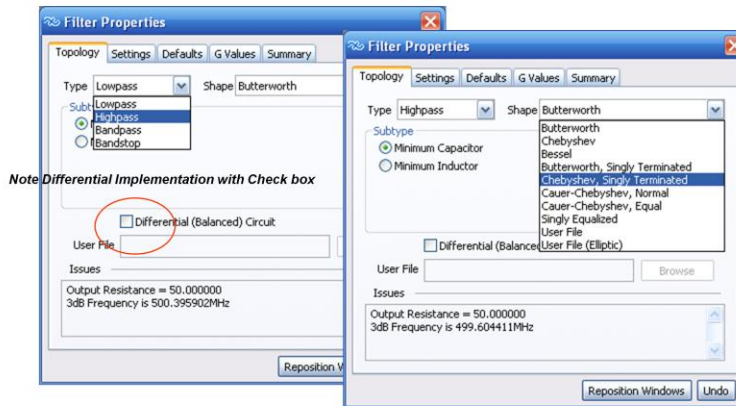 Filter Properties
Topology Settings Defaults G Values Summary
Type Lowpass Shape Butterworth
Lowpass
Highpass
Bandpass
Bandstop
Note Differential Implementation with Check box
Differential (Balanced) Circuit
User File
Issues
Output Resistance = 50.000000
3dB Frequency is 500.395902MHz
Filter Properties
Topology Settings Defaults G Values Summary
Type Highpass Shape Butterworth
Subtype
Minimum Capacitor
Minimum Inductor
Butterworth
Chebyshev
Bessel
Butterworth, Singly Terminated
Chebyshev, Singly Terminated
Cauer-Chebyshev, Normal
Cauer-Chebyshev, Equal
Singly Equalized
User File
User File (Elliptic)
Differential (Balanced
User File Browse
Issues
Output Resistance = 50.000000
3dB Frequency is 499.604411MHz
Reposition Windows Undo